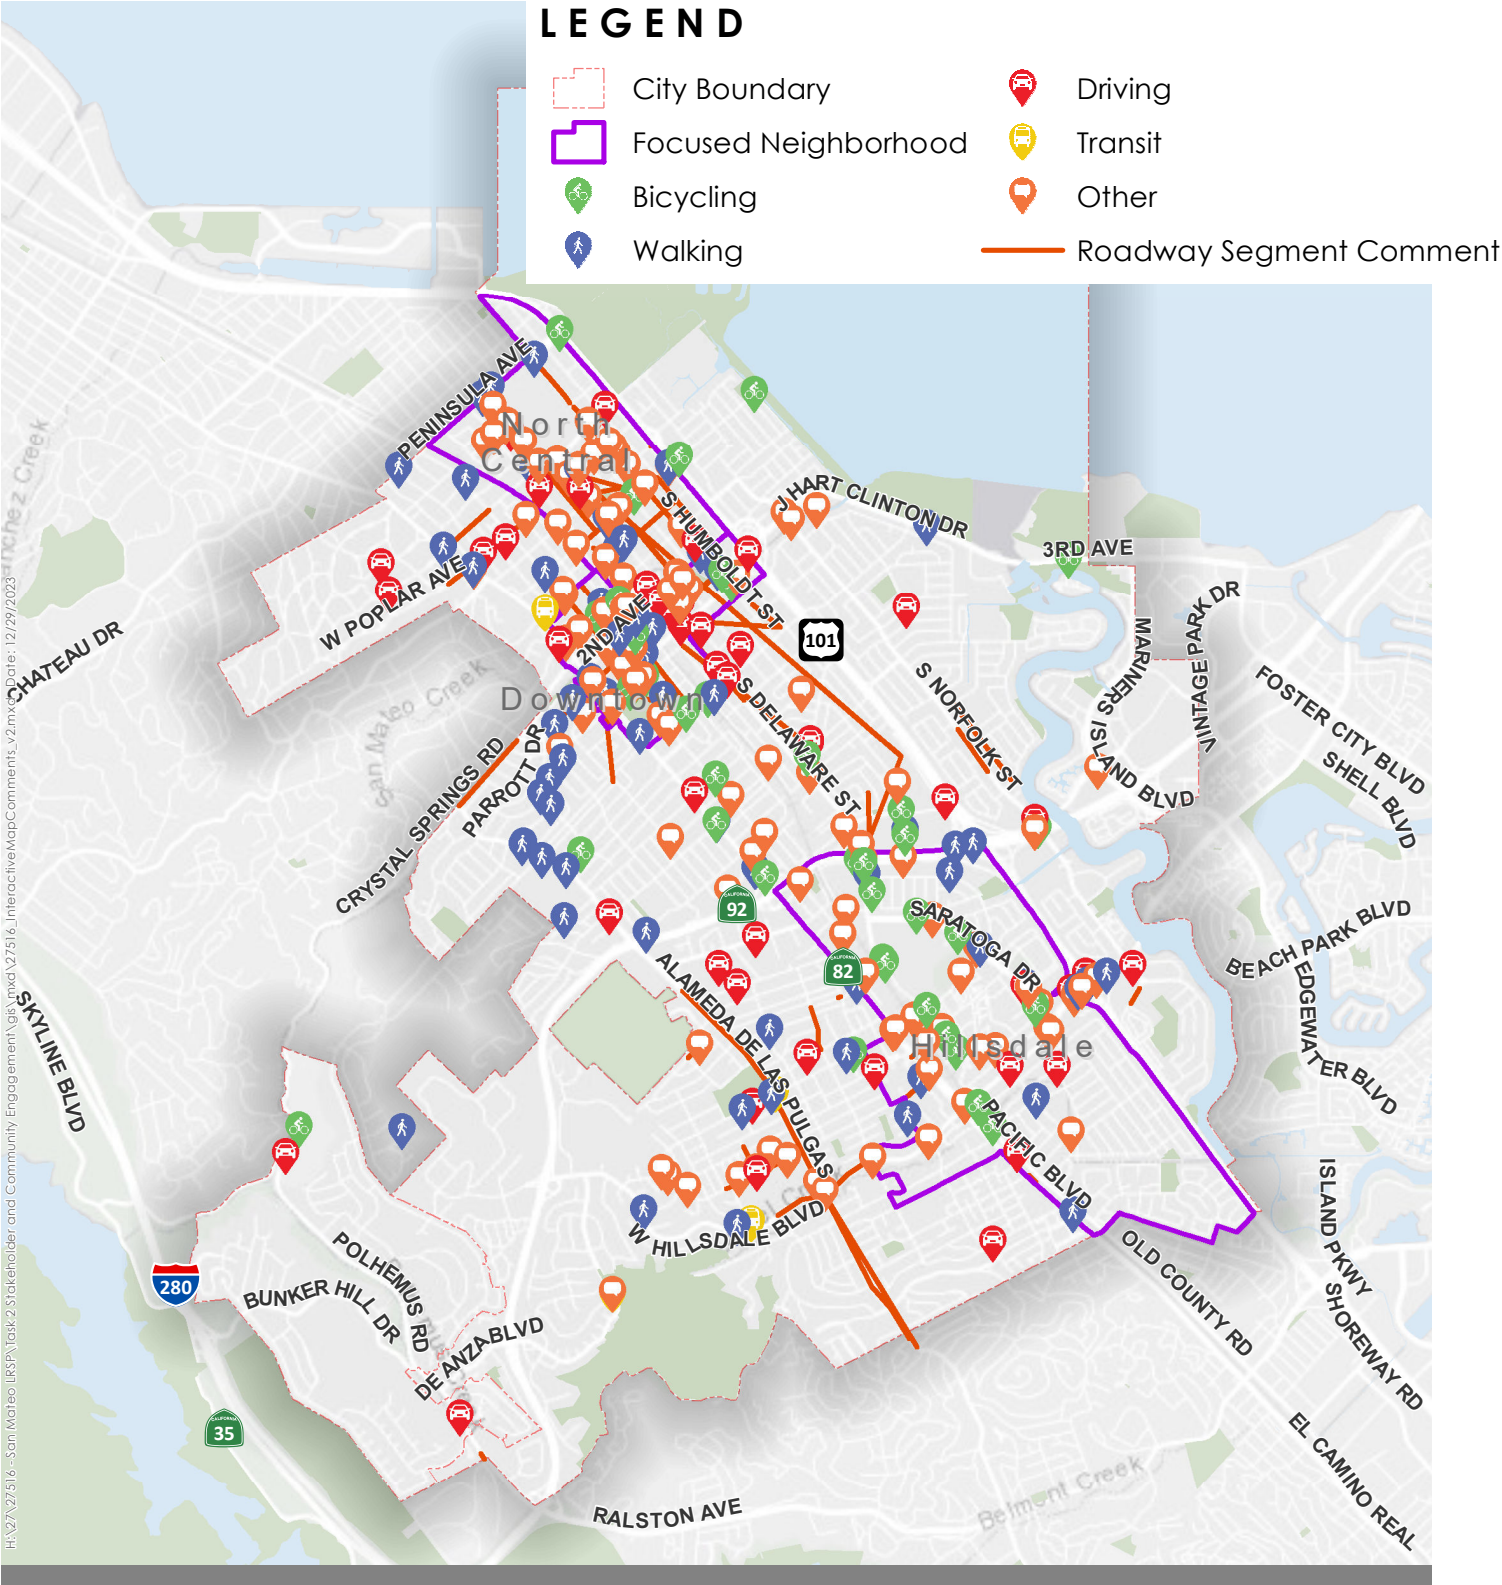 LEGEND
City Boundary
Focused Neighborhood
Bicycling
Walking
Driving
Transit
Other
Roadway Segment Comment
PENINSULA AVE
North
Central
J HART CLINTON DR
3RD AVE
S HUMBOLDT ST
W POPLAR AVE
CHATEAU DR
2ND AVE
101
MARINERS ISLAND BLVD
VINTAGE PARK DR
FOSTER CITY BLVD
SHELL BLVD
San Mateo Creek
Downtown
S DELAWARE ST
S NORFOLK ST
PARROTT DR
CRYSTAL SPRINGS RD
CALIFORNIA
92
SARATOGA DR
BEACH PARK BLVD
CALIFORNIA
82
ALAMEDA DE LAS PULGAS
EDGEWATER BLVD
SKYLINE BLVD
Hillsdale
PACIFIC BLVD
W HILLSDALE BLVD
ISLAND PKWY
OLD COUNTY RD
SHOREWAY RD
280
POLHEMUS RD
BUNKER HILL DR
DE ANZA BLVD
CALIFORNIA
35
EL CAMINO REAL
Belmont Creek
RALSTON AVE